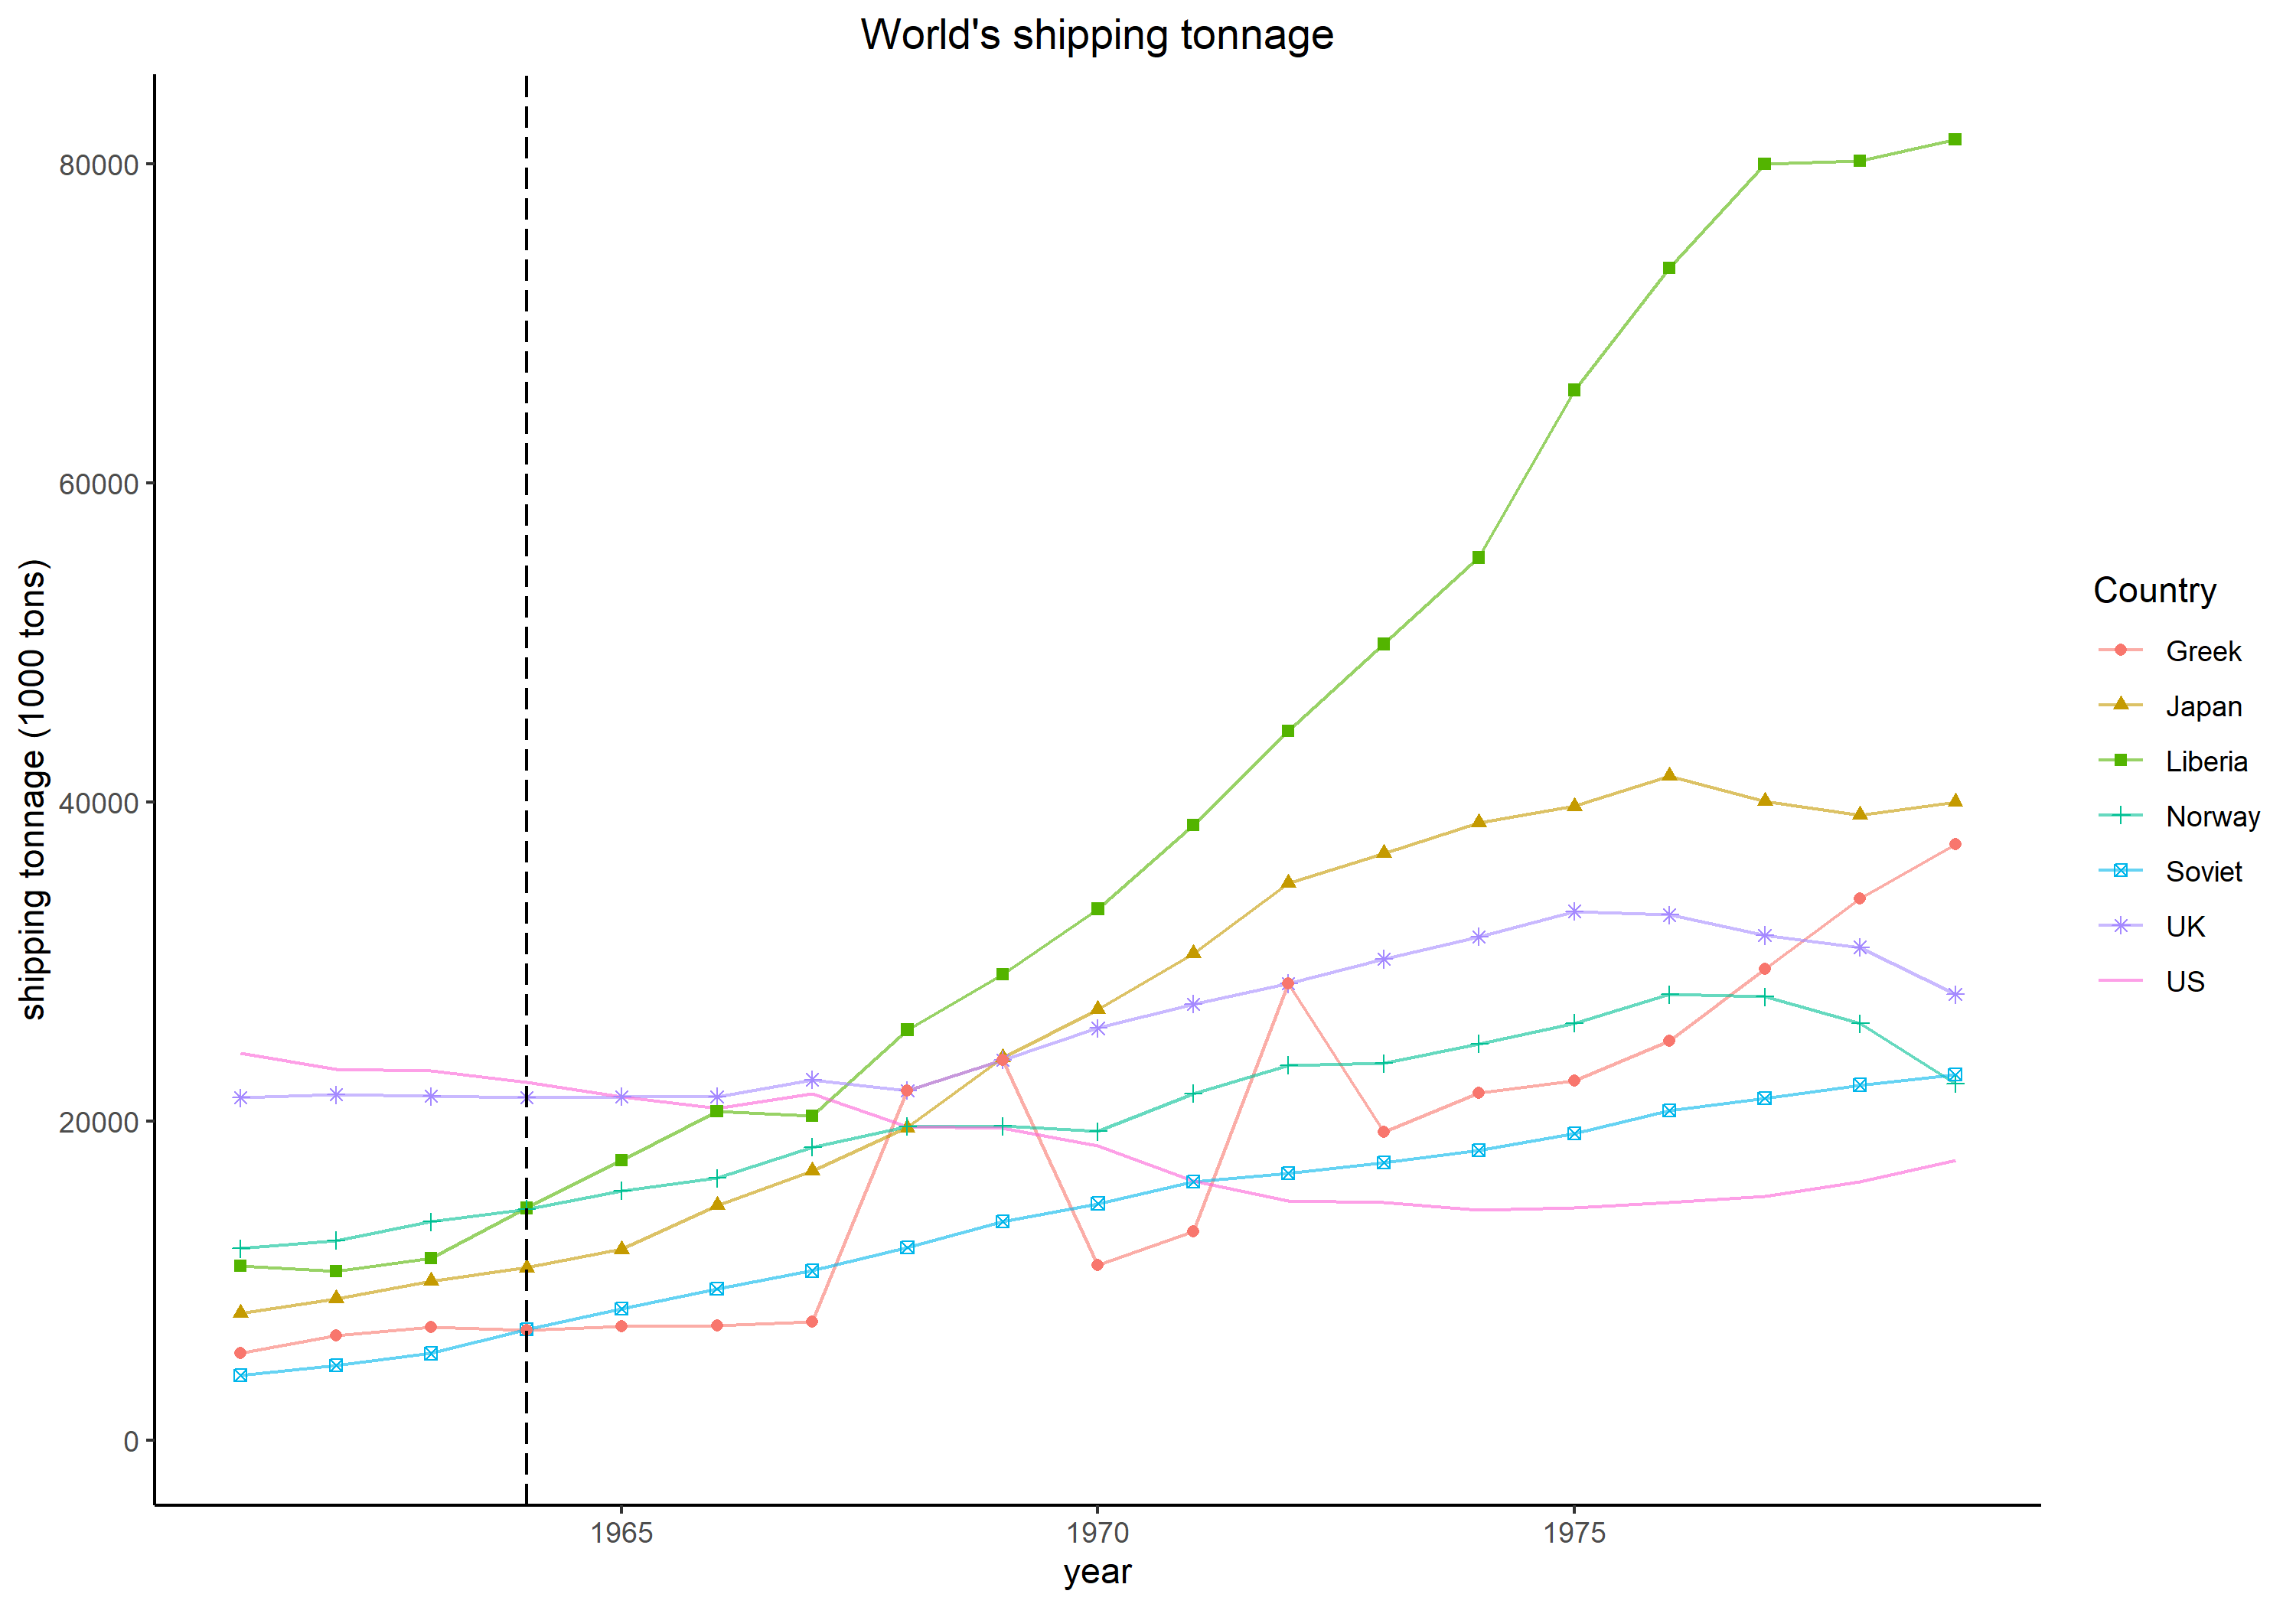 World's shipping tonnage
shipping tonnage (1000 tons)
80000
60000
40000
20000
0
1965
1970
1975
year
Country
Greek
Japan
Liberia
Norway
Soviet
UK
US